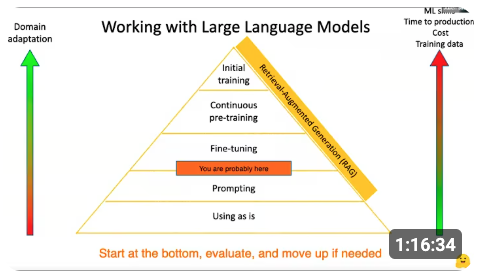 Working with Large Language Models
Domain
adaptation
ML skills
Time to production
Cost
Training data
Initial
training
Continuous
pre-training
Fine-tuning
You are probably here
Prompting
Using as is
Retrieval-Augmented Generation (RAG)
Start at the bottom, evaluate, and move up if needed
1:16:34